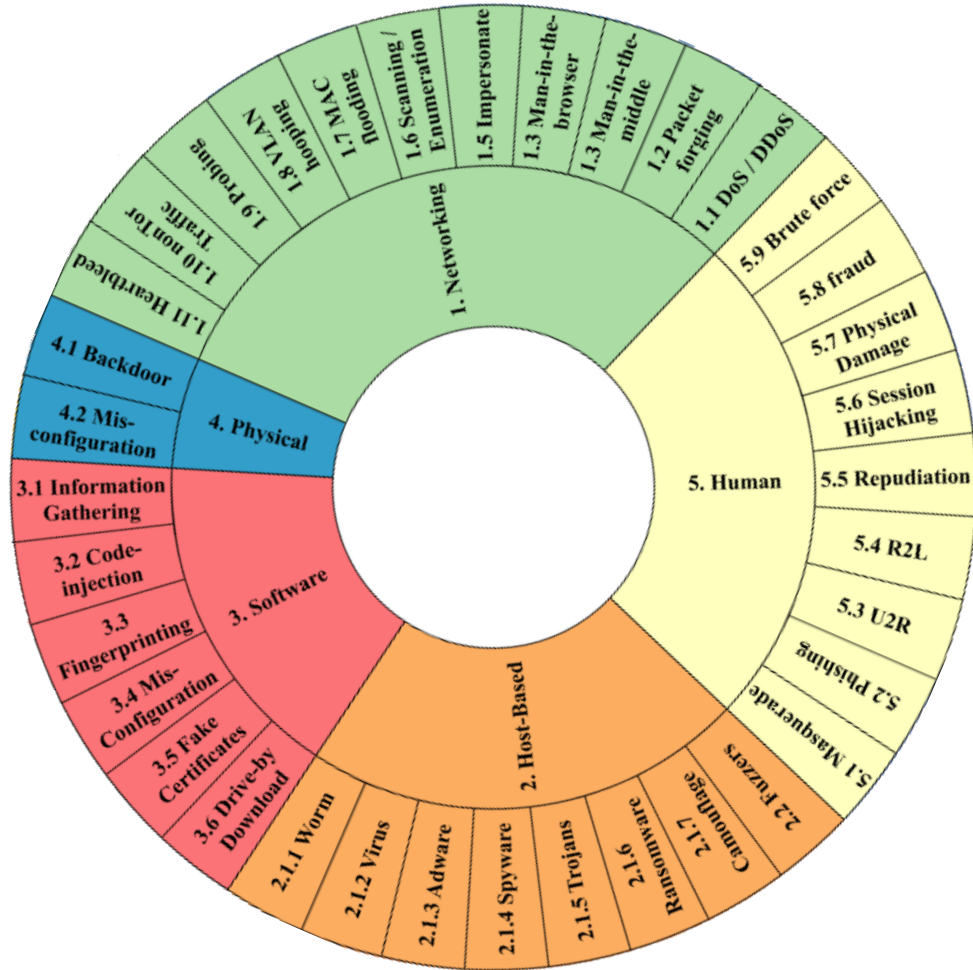 1. Networking
1.1 DoS / DDoS
1.2 Packet
forging
1.3 Man-in-the-
middle
1.3 Man-in-the-
browser
1.5 Impersonate
1.6 Scanning /
Enumeration
1.7 MAC
flooding
1.8 VLAN
hooping
1.9 Probing
1.10 nonTor
Traffic
1.11 Heartbleed
4. Physical
4.1 Backdoor
4.2 Mis-
configuration
3. Software
3.1 Information
Gathering
3.2 Code-
injection
3.3
Fingerprinting
3.4 Mis-
Configuration
3.5 Fake
Certificates
3.6 Drive-by
Download
2. Host-Based
2.1.1 Worm
2.1.2 Virus
2.1.3 Adware
2.1.4 Spyware
2.1.5 Trojans
2.1.6
Ransomware
2.1.7
Camouflage
2.2 Fuzzers
5. Human
5.1 Masquerade
5.2 Phishing
5.3 U2R
5.4 R2L
5.5 Repudiation
5.6 Session
Hijacking
5.7 Physical
Damage
5.8 fraud
5.9 Brute force